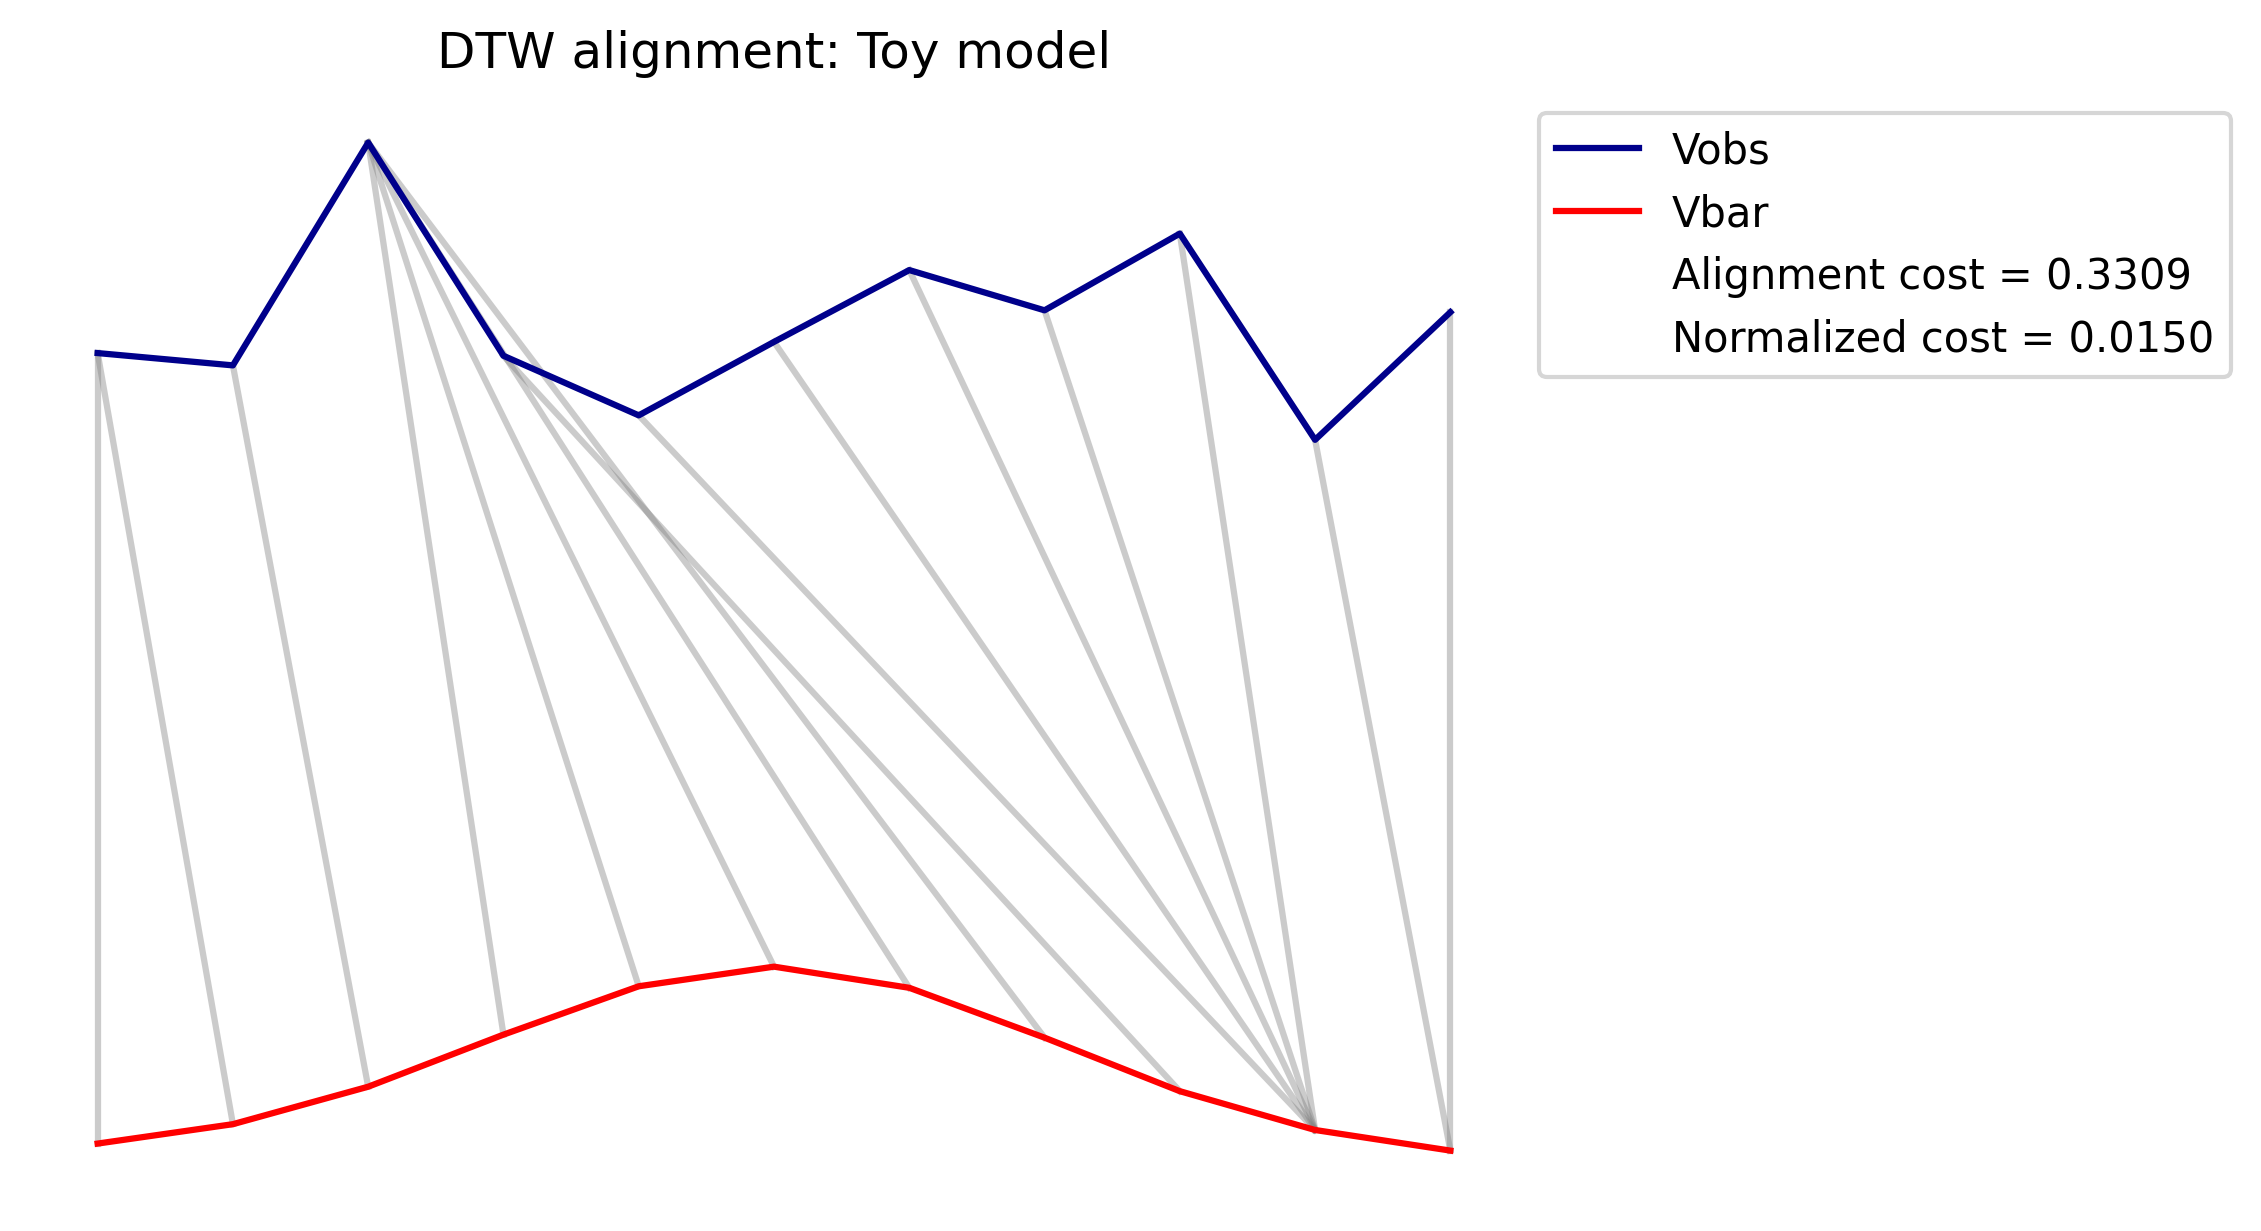 DTW alignment: Toy model
Vobs
Vbar
Alignment cost = 0.3309
Normalized cost = 0.0150